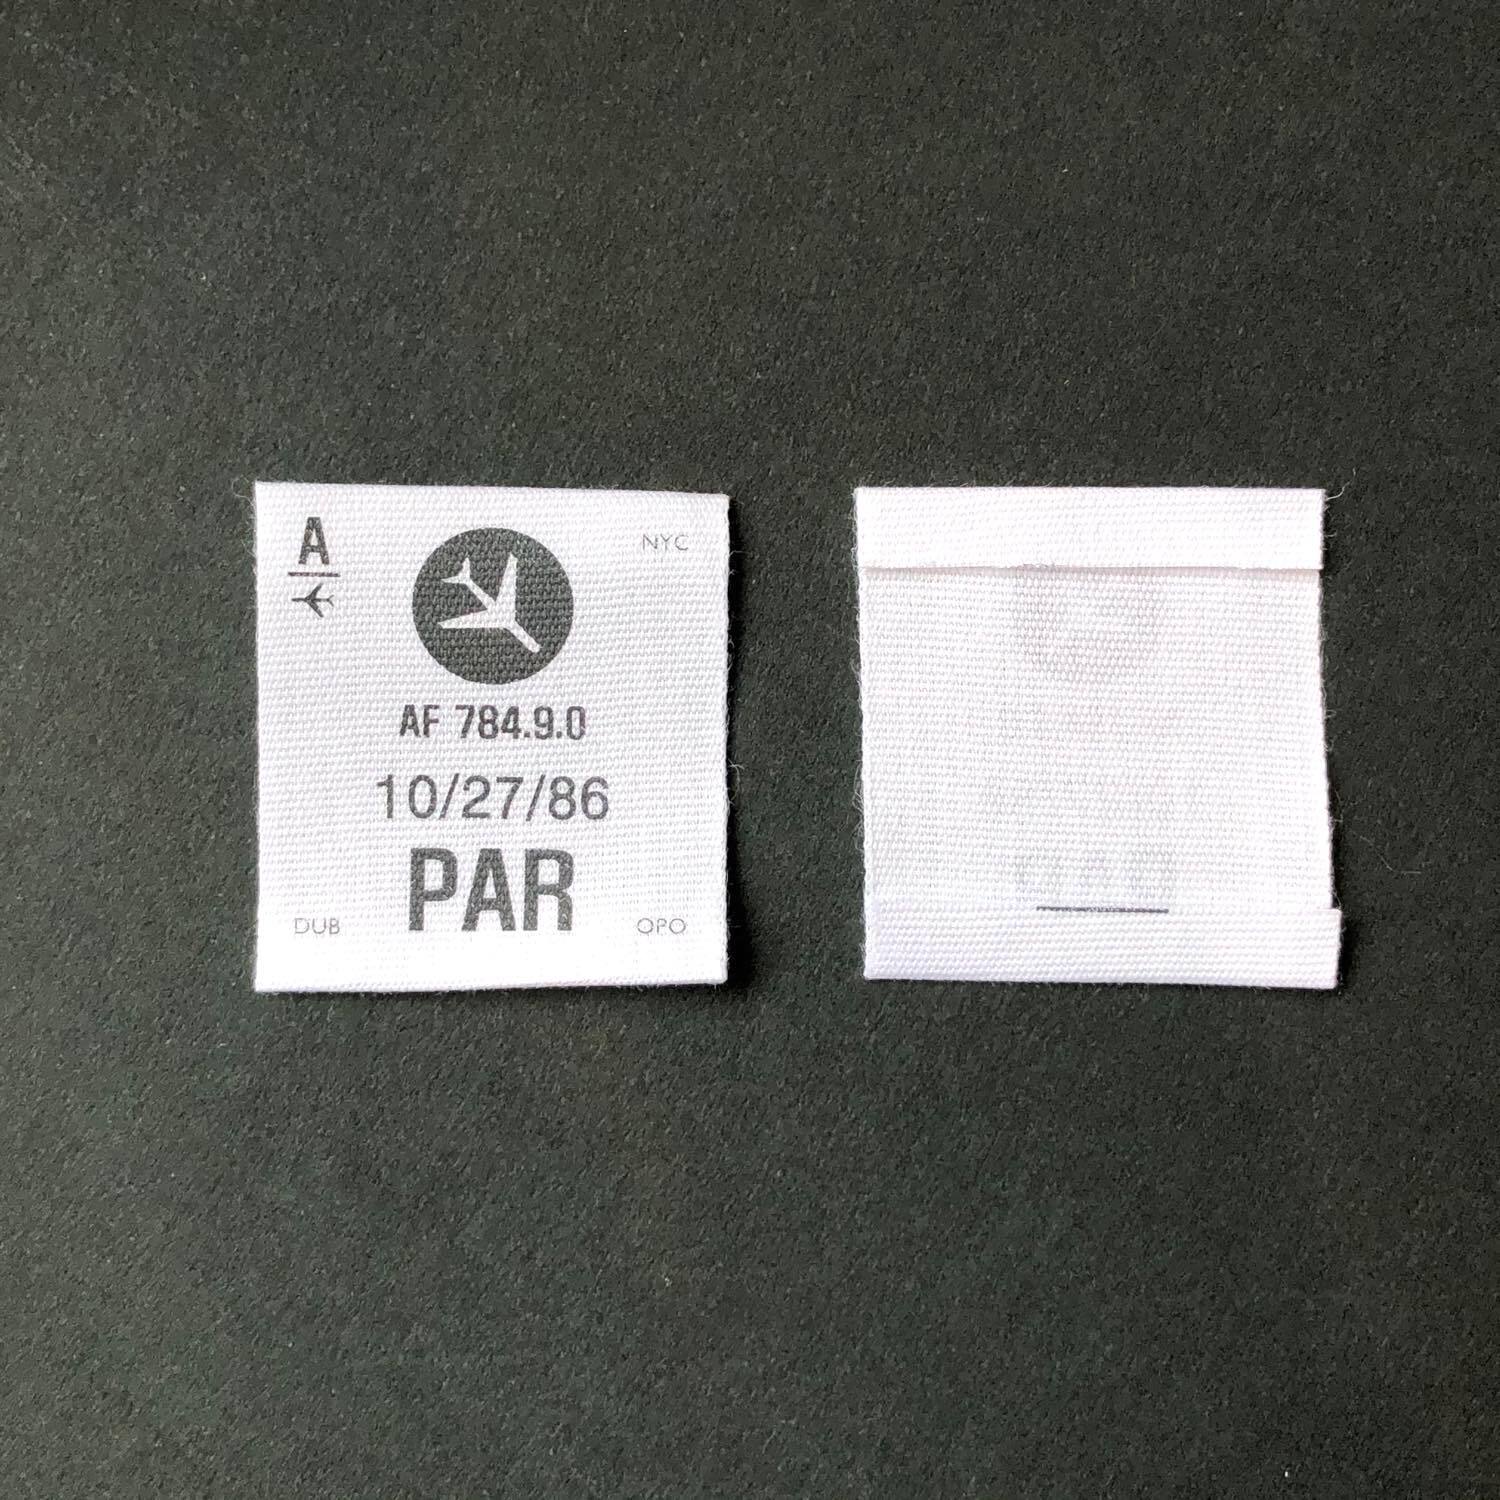 A
NYC
AF 784.9.0
10/27/86
PAR
DUB
OPO